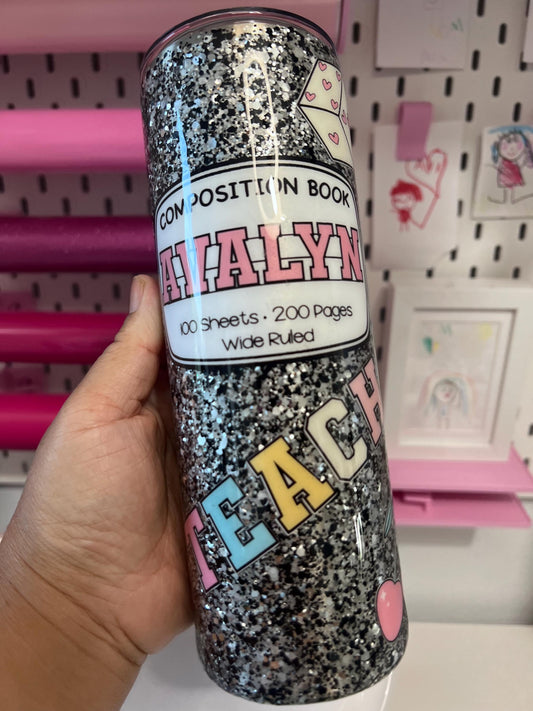 COMPOSITION BOOK
AVALYN
100 Sheets • 200 Pages
Wide Ruled
TEACH